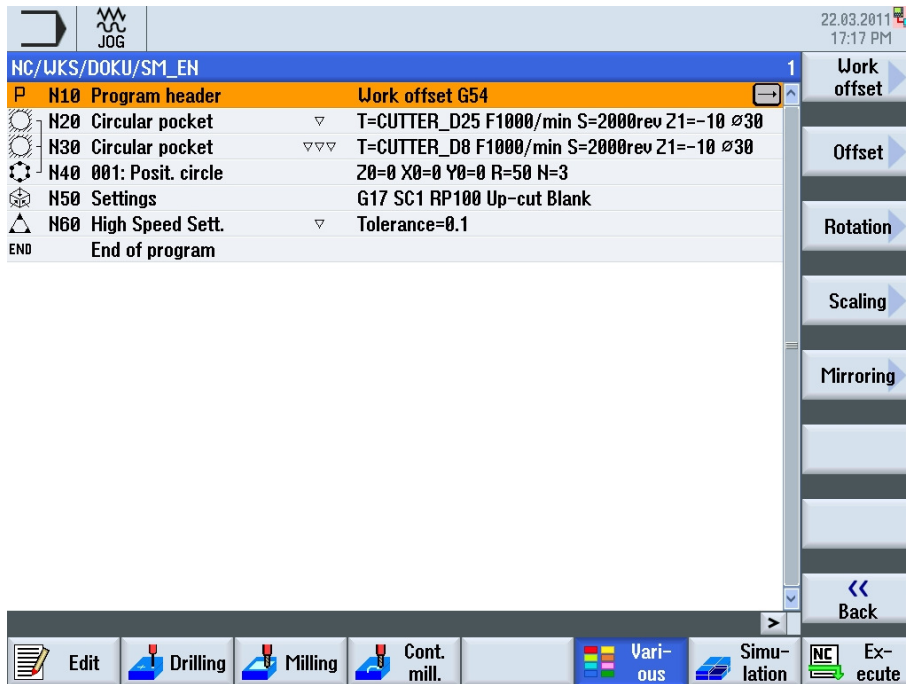 JOG
22.03.2011
17:17 PM
NC/WKS/DOKU/SM_EN 1
P N10 Program header Work offset G54
N20 Circular pocket ▽ T=CUTTER_D25 F1000/min S=2000rev Z1=-10 ⌀30
N30 Circular pocket ▽▽▽ T=CUTTER_D8 F1000/min S=2000rev Z1=-10 ⌀30
N40 001: Posit. circle Z0=0 X0=0 Y0=0 R=50 N=3
N50 Settings G17 SC1 RP100 Up-cut Blank
N60 High Speed Sett. ▽ Tolerance=0.1
END End of program
Work
offset
Offset
Rotation
Scaling
Mirroring
<<
Back
>
Edit
Drilling
Milling
Cont.
mill.
Vari-
ous
Simu-
lation
NC Ex-
ecute